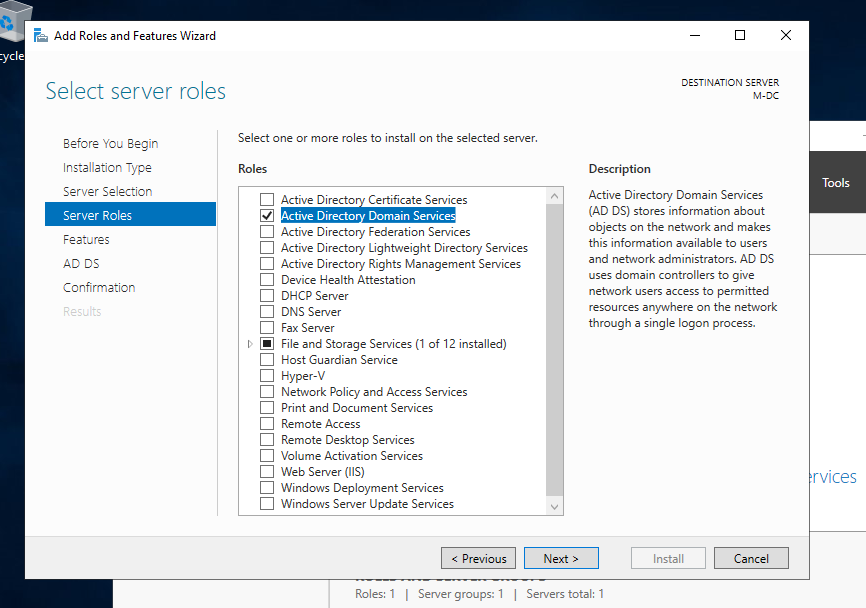 cycle
Add Roles and Features Wizard
Select server roles
DESTINATION SERVER
M-DC
Before You Begin
Installation Type
Server Selection
Server Roles
Features
AD DS
Confirmation
Results
Select one or more roles to install on the selected server.
Roles
Active Directory Certificate Services
Active Directory Domain Services
Active Directory Federation Services
Active Directory Lightweight Directory Services
Active Directory Rights Management Services
Device Health Attestation
DHCP Server
DNS Server
Fax Server
File and Storage Services (1 of 12 installed)
Host Guardian Service
Hyper-V
Network Policy and Access Services
Print and Document Services
Remote Access
Remote Desktop Services
Volume Activation Services
Web Server (IIS)
Windows Deployment Services
Windows Server Update Services
Description
Active Directory Domain Services
(AD DS) stores information about
objects on the network and makes
this information available to users
and network administrators. AD DS
uses domain controllers to give
network users access to permitted
resources anywhere on the network
through a single logon process.
< Previous
Next >
Install
Cancel
Tools
ervices
ROLES AND SERVER GROUPS
Roles: 1 | Server groups: 1 | Servers total: 1